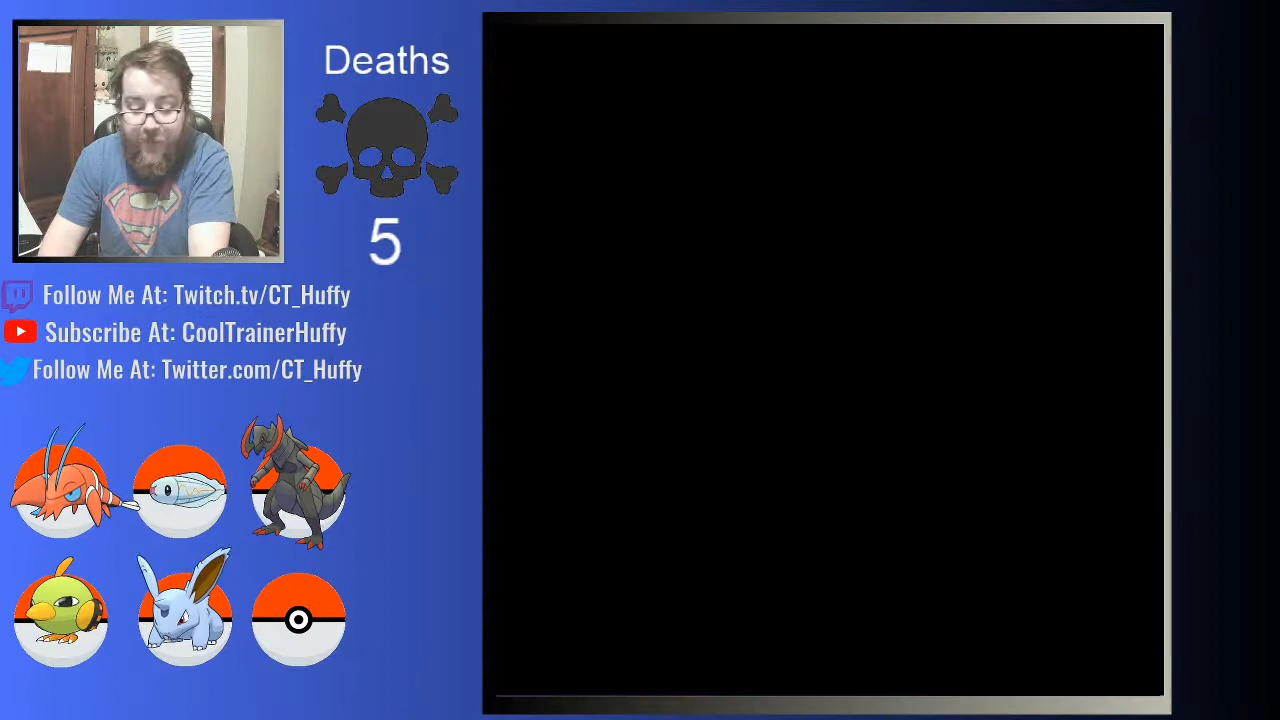 Deaths
5
Follow Me At: Twitch.tv/CT_Huffy
Subscribe At: CoolTrainerHuffy
Follow Me At: Twitter.com/CT_Huffy